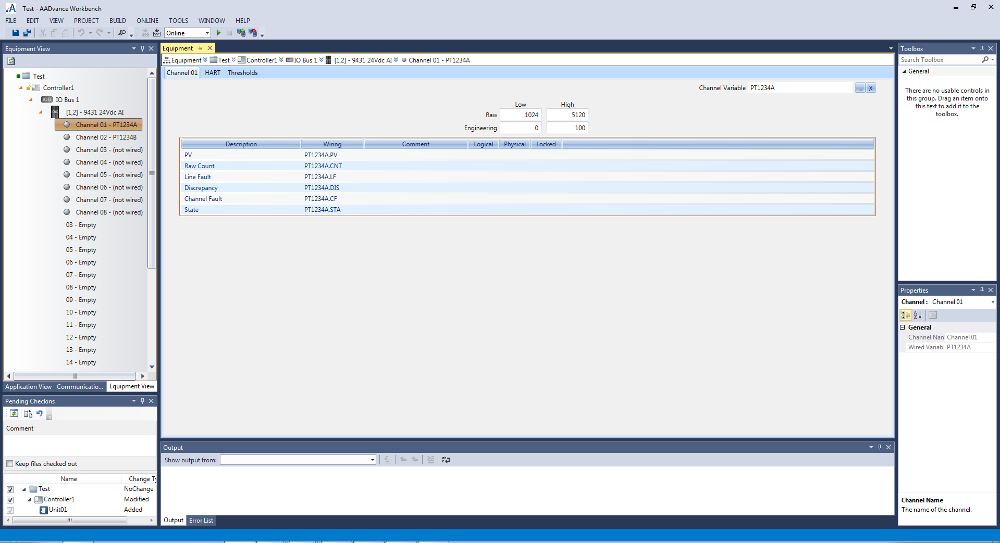 Test - AADvance Workbench
FILE EDIT VIEW PROJECT BUILD ONLINE TOOLS WINDOW HELP
Online
Equipment View
Test
Controller1
IOB IO Bus 1
[1,2] - 9431 24Vdc AI
Channel 01 - PT1234A
Channel 02 - PT1234B
Channel 03 - (not wired)
Channel 04 - (not wired)
Channel 05 - (not wired)
Channel 06 - (not wired)
Channel 07 - (not wired)
Channel 08 - (not wired)
03 - Empty
04 - Empty
05 - Empty
06 - Empty
07 - Empty
08 - Empty
09 - Empty
10 - Empty
11 - Empty
12 - Empty
13 - Empty
14 - Empty
Application View Communicatio... Equipment View
Pending Checkins
Comment
Keep files checked out
Name Change Ty
Test NoChange
Controller1 Modified
Unit01 Added
Equipment
Equipment Test Controller1 IO Bus 1 [1,2] - 9431 24Vdc AI Channel 01 - PT1234A
Channel 01 HART Thresholds
Channel Variable PT1234A ... X
Low High
Raw 1024 5120
Engineering 0 100
Description Wiring Comment Logical Physical Locked
PV PT1234A.PV
Raw Count PT1234A.CNT
Line Fault PT1234A.LF
Discrepancy PT1234A.DIS
Channel Fault PT1234A.CF
State PT1234A.STA
Output
Show output from:
Output Error List
Toolbox
Search Toolbox
General
There are no usable controls in
this group. Drag an item onto
this text to add it to the
toolbox.
Properties
Channel : Channel 01
General
Channel Nam Channel 01
Wired Variabl PT1234A
Channel Name
The name of the channel.